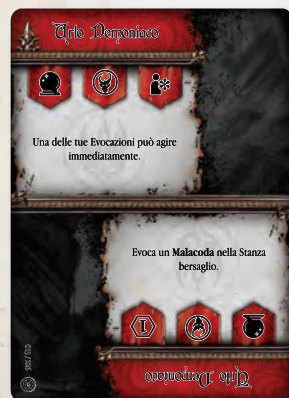 Urlo Demoniaco
Una delle tue Evocazioni può agire
immediatamente.
Evoca un Malacoda nella Stanza
bersaglio.
I
Urlo Demoniaco